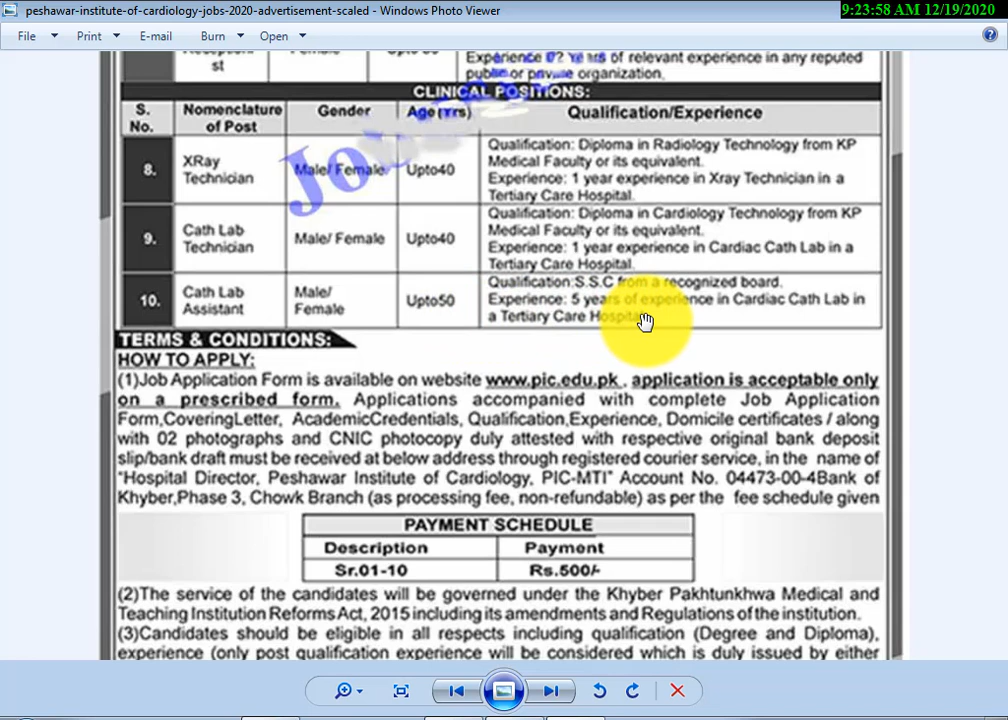 peshawar-institute-of-cardiology-jobs-2020-advertisement-scaled - Windows Photo Viewer
9:23:58 AM 12/19/2020
File Print E-mail Burn Open
st
Experience 02 Years of relevant experience in any reputed
public or private organization.
CLINICAL POSITIONS:
S. No. Nomenclature of Post Gender Age (Yrs) Qualification/Experience
8. XRay Technician Male/ Female Upto40 Qualification: Diploma in Radiology Technology from KP
Medical Faculty or its equivalent.
Experience: 1 year experience in Xray Technician in a
Tertiary Care Hospital.
9. Cath Lab Technician Male/ Female Upto40 Qualification: Diploma in Cardiology Technology from KP
Medical Faculty or its equivalent.
Experience: 1 year experience in Cardiac Cath Lab in a
Tertiary Care Hospital.
10. Cath Lab Assistant Male/ Female Upto50 Qualification:S.S.C from a recognized board.
Experience: 5 years of experience in Cardiac Cath Lab in
a Tertiary Care Hospital.
TERMS & CONDITIONS:
HOW TO APPLY:
(1)Job Application Form is available on website www.pic.edu.pk , application is acceptable only
on a prescribed form. Applications accompanied with complete Job Application
Form,CoveringLetter, AcademicCredentials, Qualification,Experience, Domicile certificates / along
with 02 photographs and CNIC photocopy duly attested with respective original bank deposit
slip/bank draft must be received at below address through registered courier service, in the name of
"Hospital Director, Peshawar Institute of Cardiology, PIC-MTI" Account No. 04473-00-4Bank of
Khyber,Phase 3, Chowk Branch (as processing fee, non-refundable) as per the fee schedule given
PAYMENT SCHEDULE
Description Payment
Sr.01-10 Rs.500/-
(2)The service of the candidates will be governed under the Khyber Pakhtunkhwa Medical and
Teaching Institution Reforms Act, 2015 including its amendments and Regulations of the institution.
(3)Candidates should be eligible in all respects including qualification (Degree and Diploma),
experience (only post qualification experience will be considered which is duly issued by either